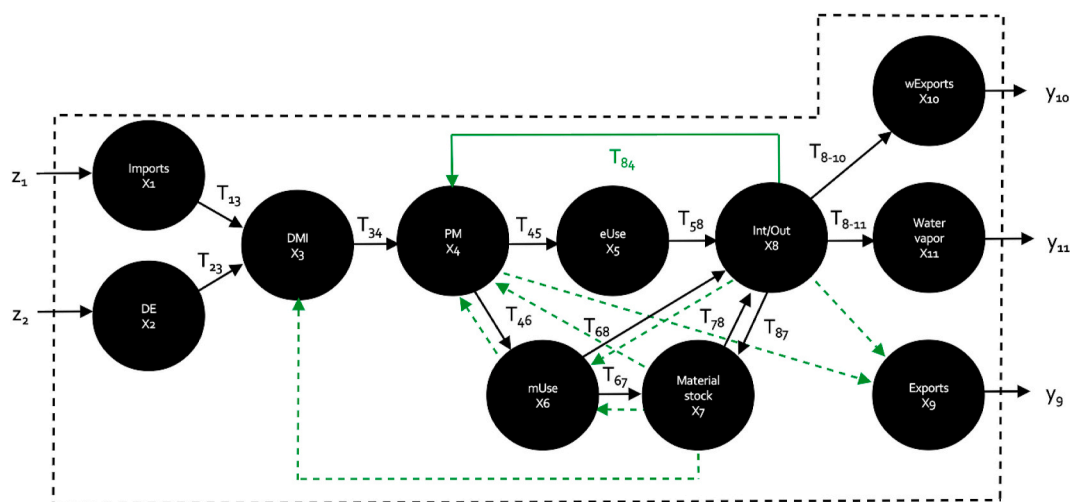 wExports
X10
y10
T84
T8-10
z1
Imports
X1
T13
DMI
X3
T34
PM
X4
T45
eUse
X5
T58
Int/Out
X8
T8-11
Water
vapor
X11
y11
T23
z2
DE
X2
T46
T68
T78
T87
mUse
X6
T67
Material
stock
X7
Exports
X9
y9